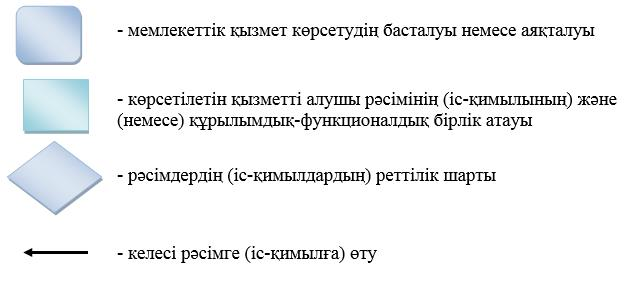 - мемлекеттік қызмет көрсетудің басталуы немесе аяқталуы
- көрсетілетін қызметті алушы рәсімінің (іс-қимылының) және
(немесе) құрылымдық-функционалдық бірлік атауы
- рәсімдердің (іс-қимылдардың) реттілік шарты
- келесі рәсімге (іс-қимылға) өту